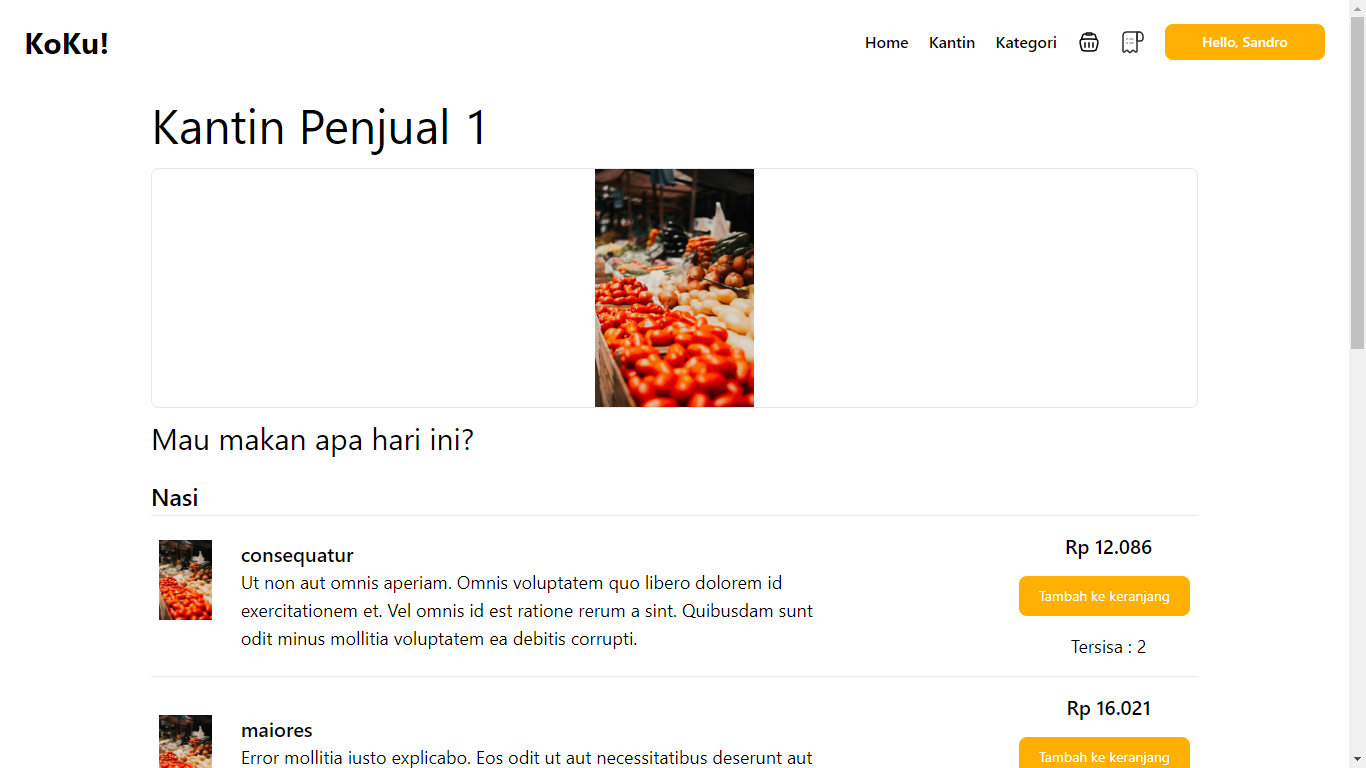 KoKu!
Home
Kantin
Kategori
Hello, Sandro
Kantin Penjual 1
Mau makan apa hari ini?
Nasi
consequatur
Ut non aut omnis aperiam. Omnis voluptatem quo libero dolorem id
exercitationem et. Vel omnis id est ratione rerum a sint. Quibusdam sunt
odit minus mollitia voluptatem ea debitis corrupti.
Rp 12.086
Tambah ke keranjang
Tersisa : 2
maiores
Error mollitia iusto explicabo. Eos odit ut aut necessitatibus deserunt aut
Rp 16.021
Tambah ke keranjang